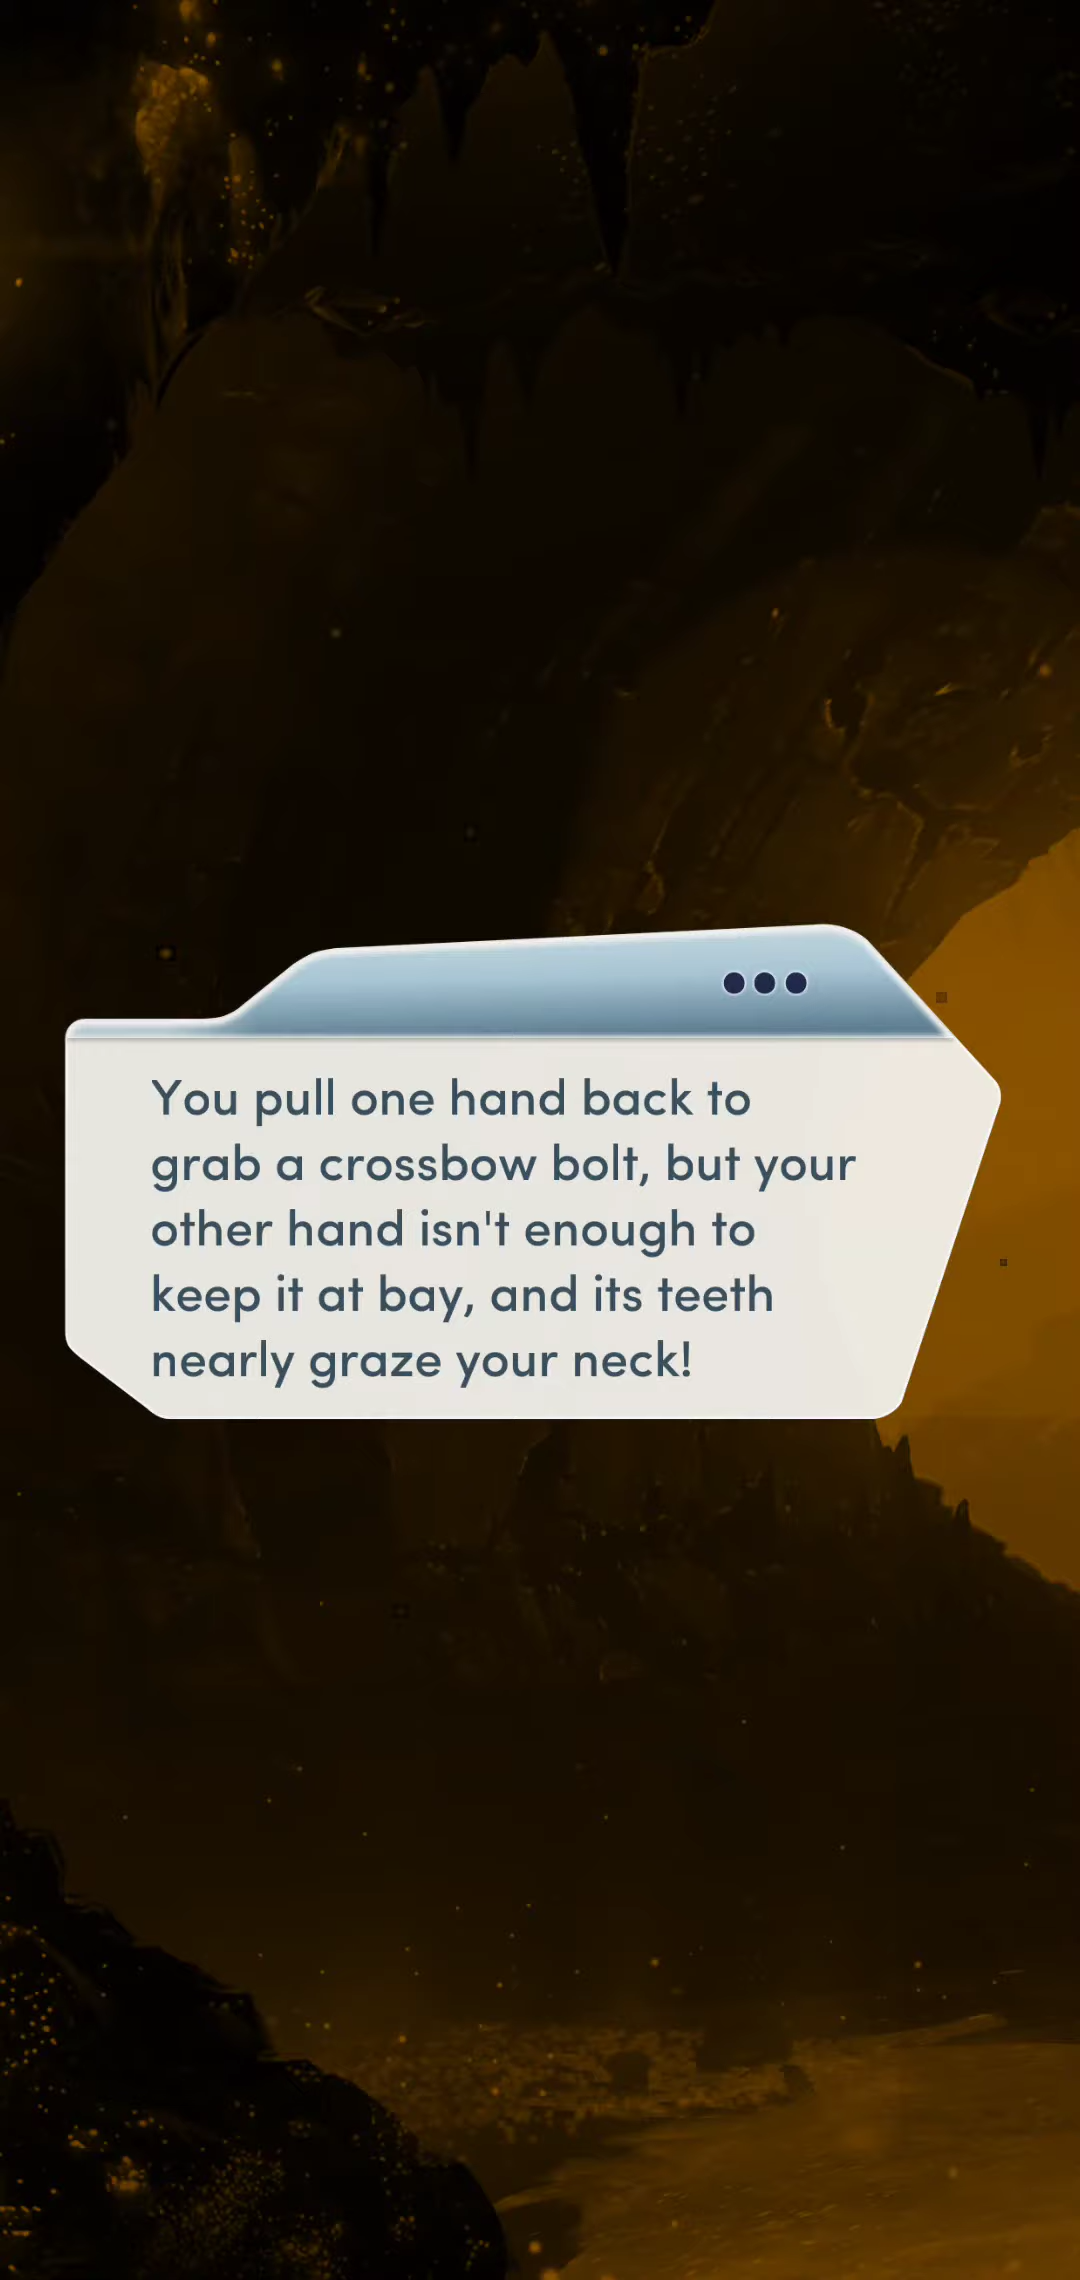 You pull one hand back to
grab a crossbow bolt, but your
other hand isn't enough to
keep it at bay, and its teeth
nearly graze your neck!